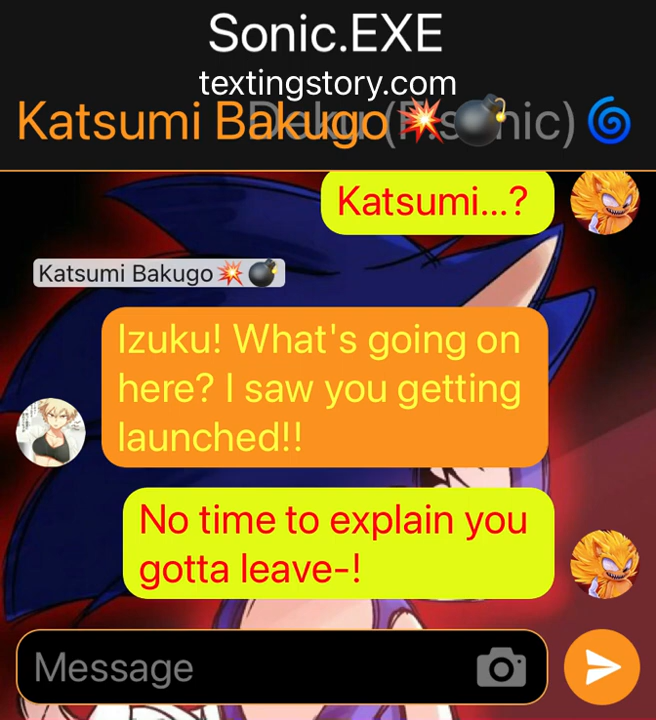 Sonic.EXE
textingstory.com
Katsumi Bakugo💥💣nic)🌀
Katsumi...?
Katsumi Bakugo💥💣
Izuku! What's going on
here? I saw you getting
launched!!
No time to explain you
gotta leave-!
Message